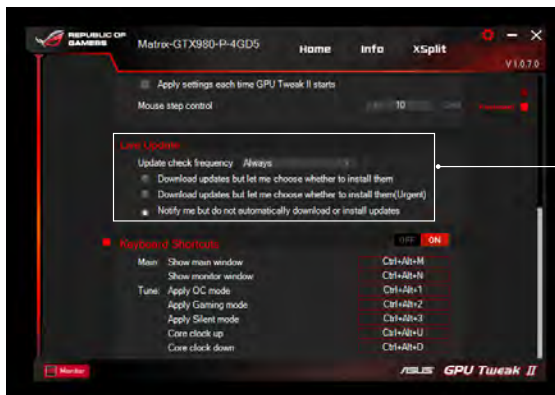 REPUBLIC OF
GAMERS
Matrix-GTX980-P-4GD5
Home
Info
XSplit
V1.0.7.0
Apply settings each time GPU Tweak II starts
Mouse step control
10
Live Update
Update check frequency Always
Download updates but let me choose whether to install them
Download updates but let me choose whether to install them(Urgent)
Notify me but do not automatically download or install updates
Keyboard Shortcuts
OFF ON
Main: Show main window Ctrl+Alt+M
Show monitor window Ctrl+Alt+N
Tune: Apply OC mode Ctrl+Alt+1
Apply Gaming mode Ctrl+Alt+2
Apply Silent mode Ctrl+Alt+3
Core clock up Ctrl+Alt+U
Core clock down Ctrl+Alt+D
Monitor
ASUS GPU Tweak II